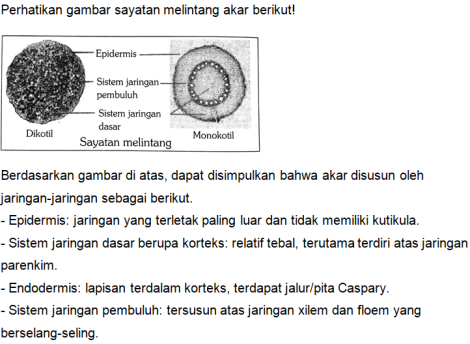 Perhatikan gambar sayatan melintang akar berikut!
Epidermis
Sistem jaringan
pembuluh
Sistem jaringan
dasar
Dikotil
Monokotil
Sayatan melintang
Berdasarkan gambar di atas, dapat disimpulkan bahwa akar disusun oleh
jaringan-jaringan sebagai berikut.
- Epidermis: jaringan yang terletak paling luar dan tidak memiliki kutikula.
- Sistem jaringan dasar berupa korteks: relatif tebal, terutama terdiri atas jaringan
parenkim.
- Endodermis: lapisan terdalam korteks, terdapat jalur/pita Caspary.
- Sistem jaringan pembuluh: tersusun atas jaringan xilem dan floem yang
berselang-seling.